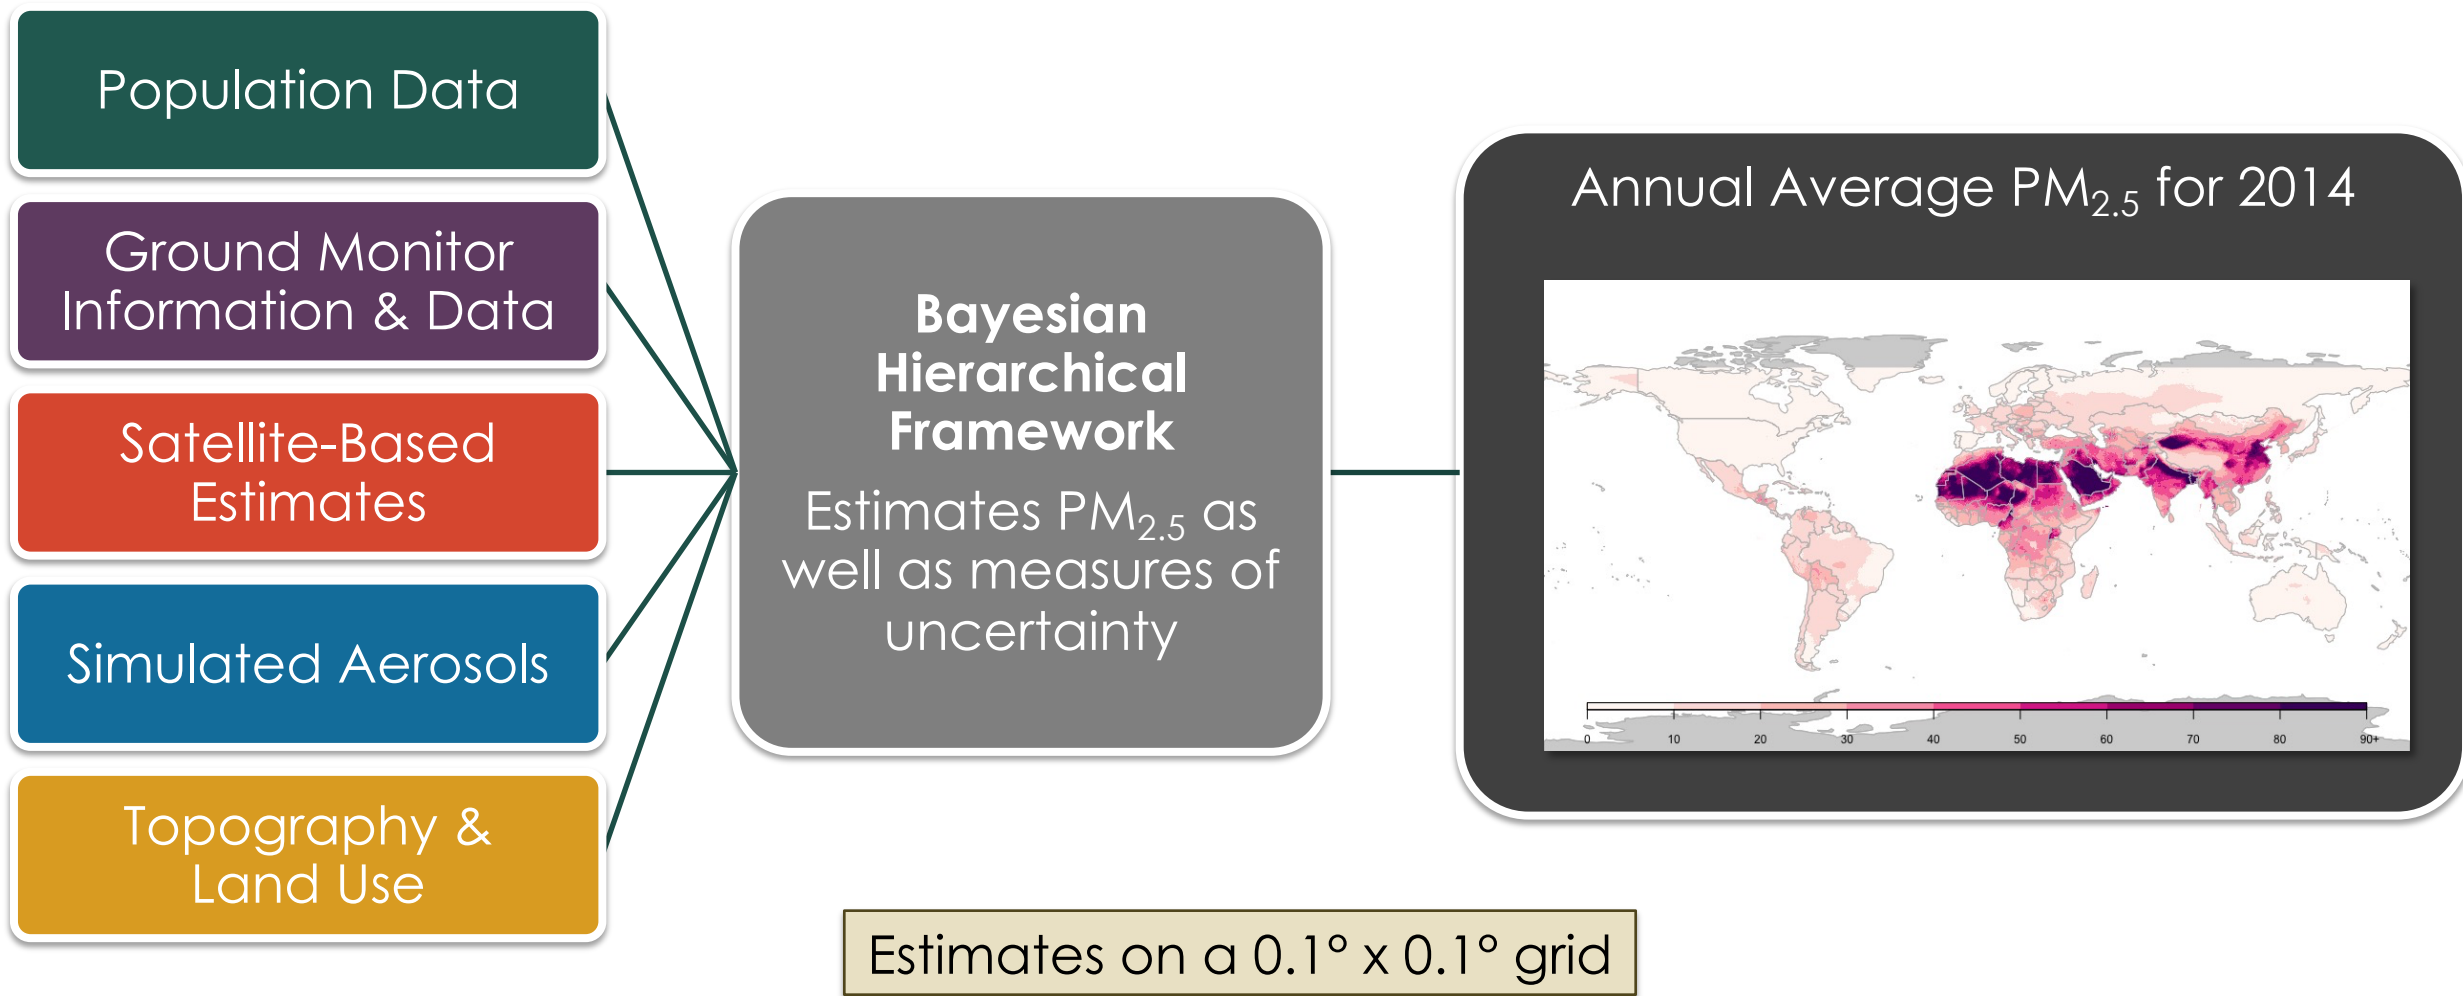 Population Data
Ground Monitor
Information & Data
Satellite-Based
Estimates
Simulated Aerosols
Topography &
Land Use
Bayesian
Hierarchical
Framework
Estimates PM₂.₅ as
well as measures of
uncertainty
Annual Average PM₂.₅ for 2014
0 10 20 30 40 50 60 70 80 90+
Estimates on a 0.1° x 0.1° grid